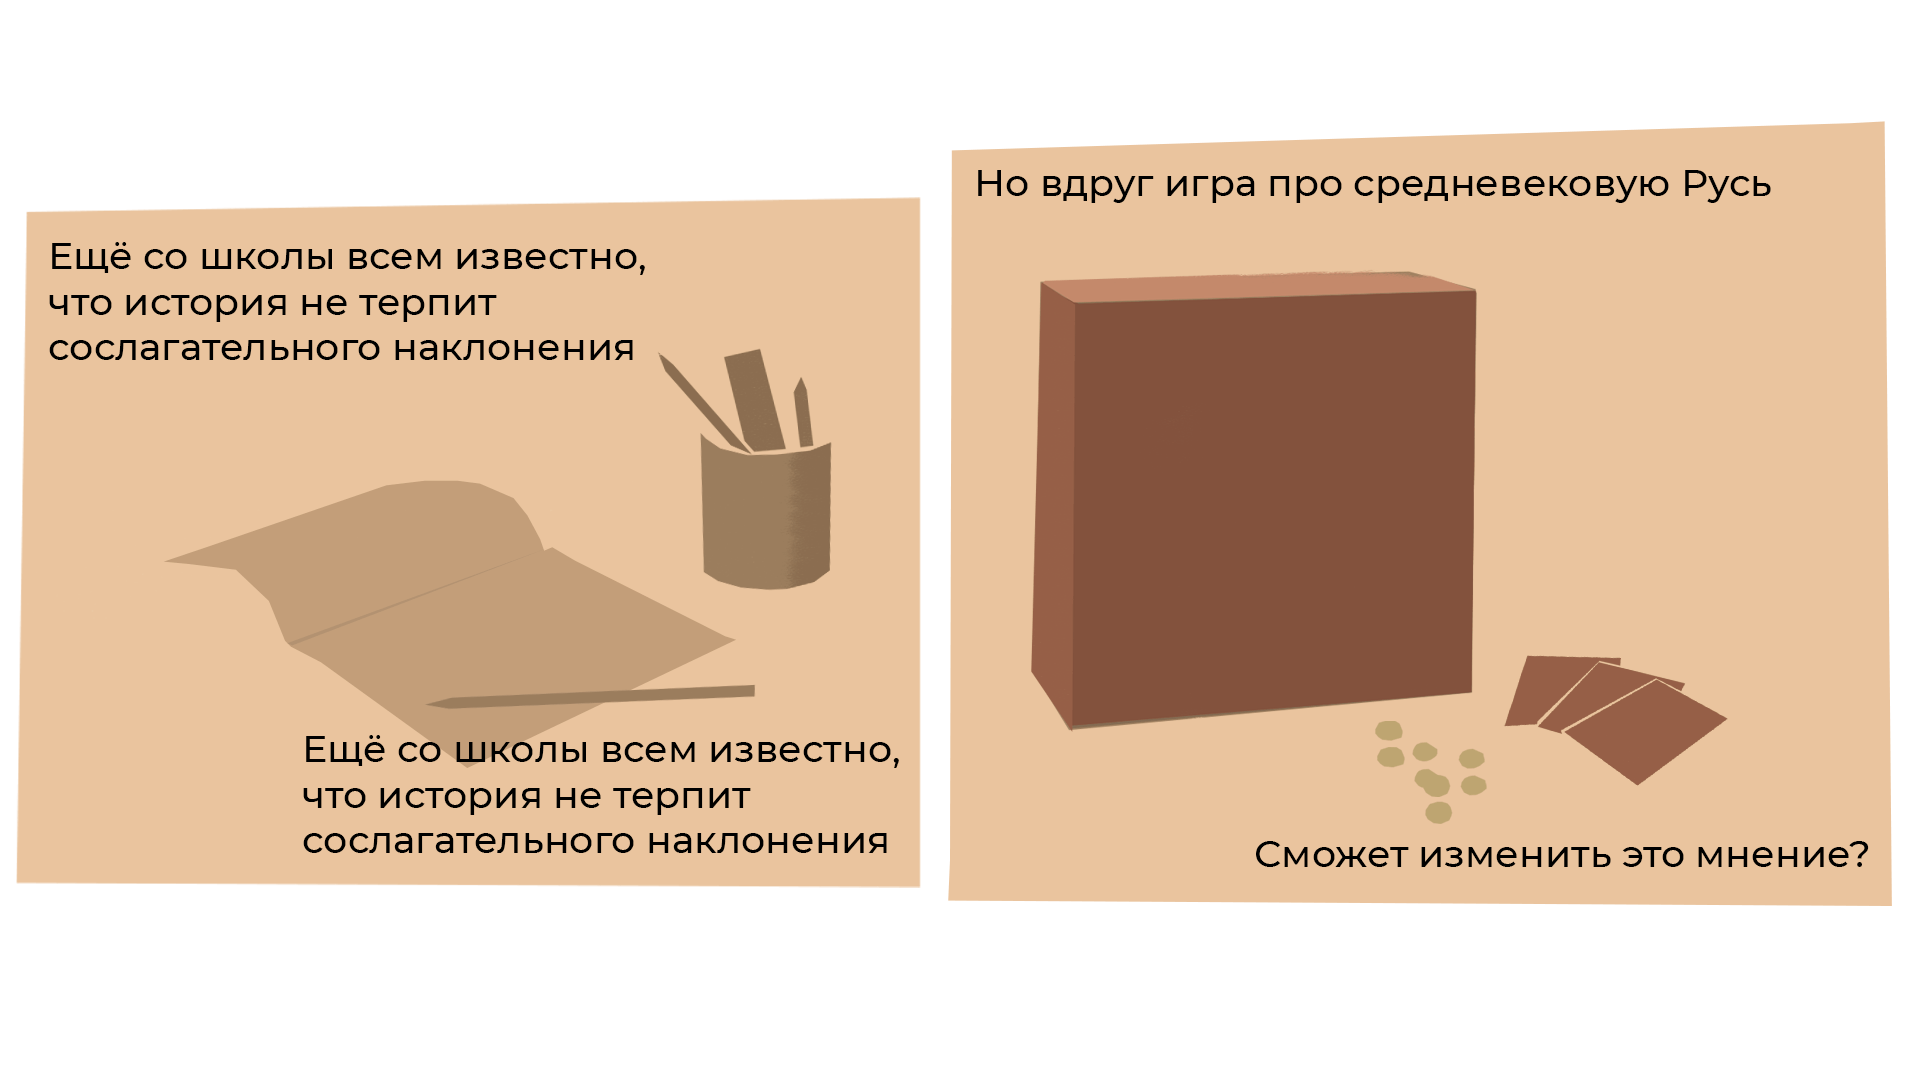 Ещё со школы всем известно,
что история не терпит
сослагательного наклонения
Ещё со школы всем известно,
что история не терпит
сослагательного наклонения
Но вдруг игра про средневековую Русь
Сможет изменить это мнение?